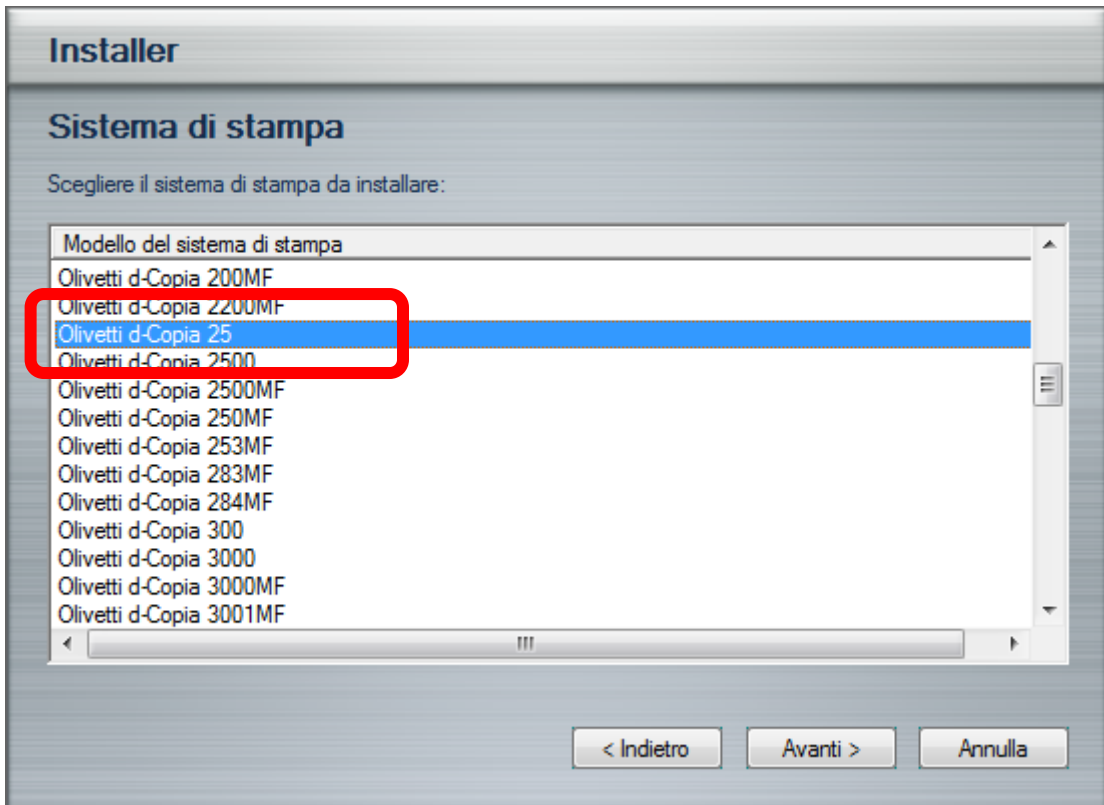 Installer
Sistema di stampa
Scegliere il sistema di stampa da installare:
Modello del sistema di stampa
Olivetti d-Copia 200MF
Olivetti d-Copia 2200MF
Olivetti d-Copia 25
Olivetti d-Copia 2500
Olivetti d-Copia 2500MF
Olivetti d-Copia 250MF
Olivetti d-Copia 253MF
Olivetti d-Copia 283MF
Olivetti d-Copia 284MF
Olivetti d-Copia 300
Olivetti d-Copia 3000
Olivetti d-Copia 3000MF
Olivetti d-Copia 3001MF
< Indietro Avanti > Annulla